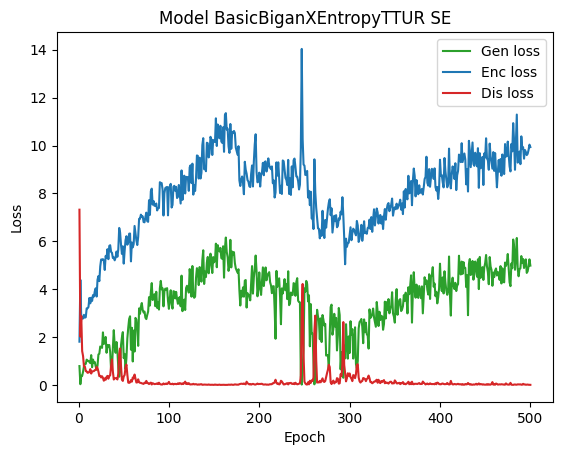 Model BasicBiganXEntropyTTUR SE
Gen loss
Enc loss
Dis loss
14
12
10
8
6
4
2
0
Loss
0 100 200 300 400 500
Epoch